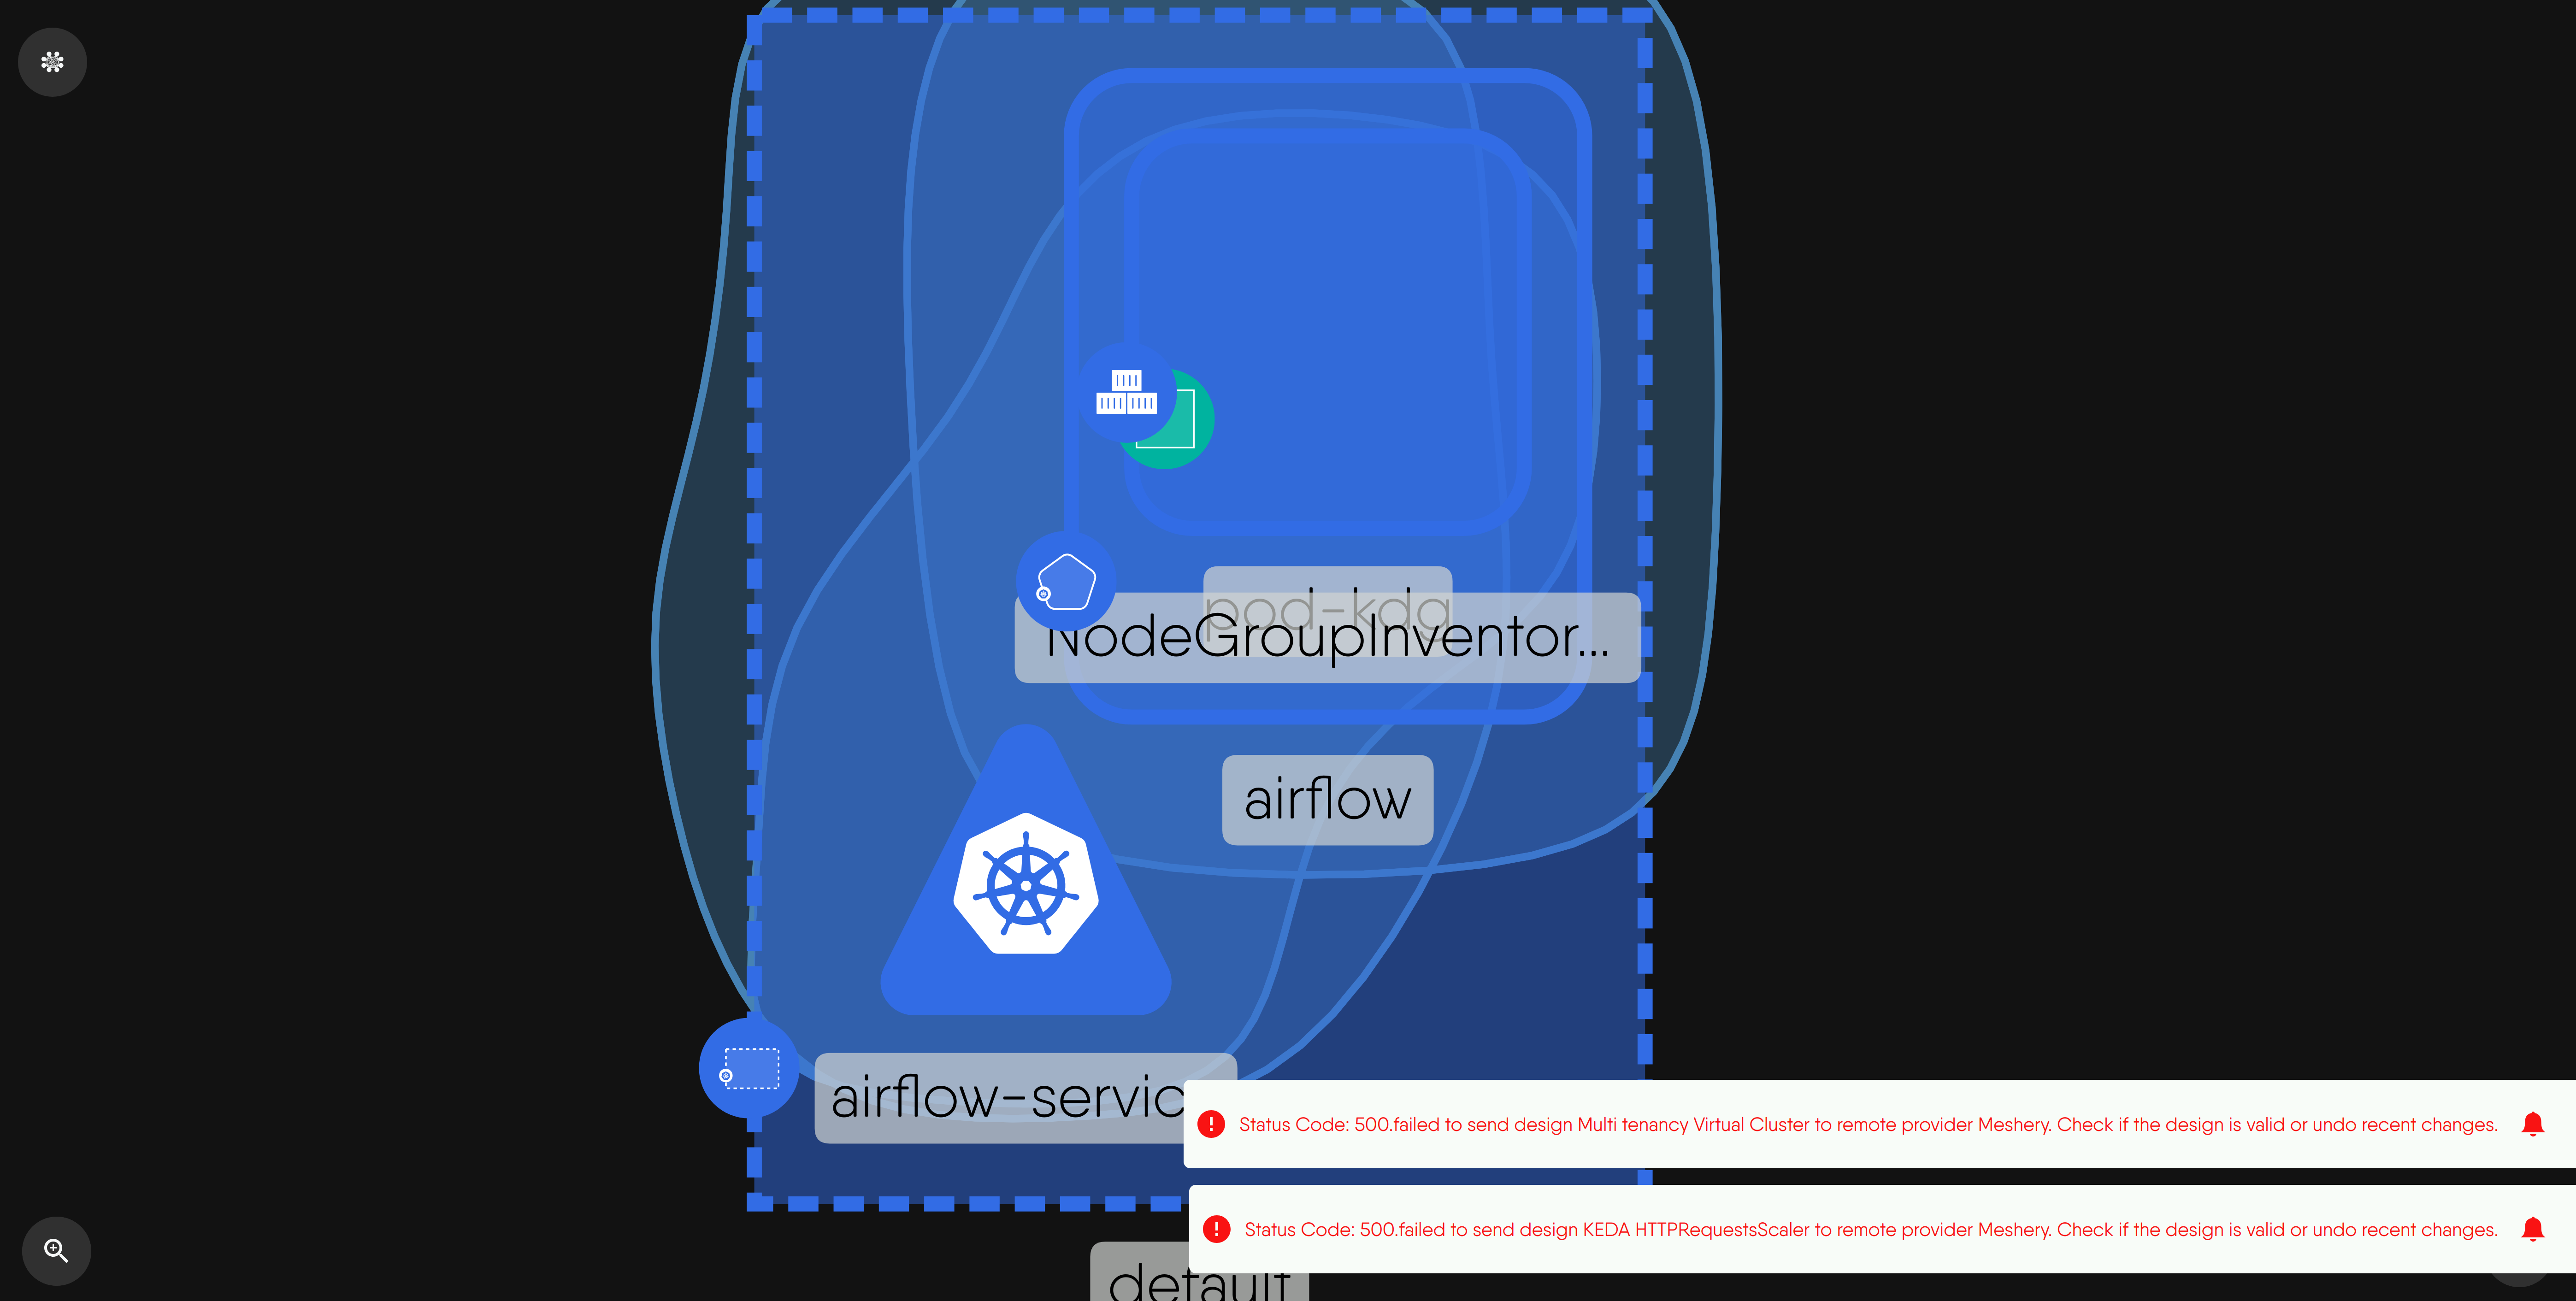 pod-kdg
NodeGroupInventor...
airflow
airflow-servic
Status Code: 500.failed to send design Multi tenancy Virtual Cluster to remote provider Meshery. Check if the design is valid or undo recent changes.
Status Code: 500.failed to send design KEDA HTTPRequestsScaler to remote provider Meshery. Check if the design is valid or undo recent changes.
default